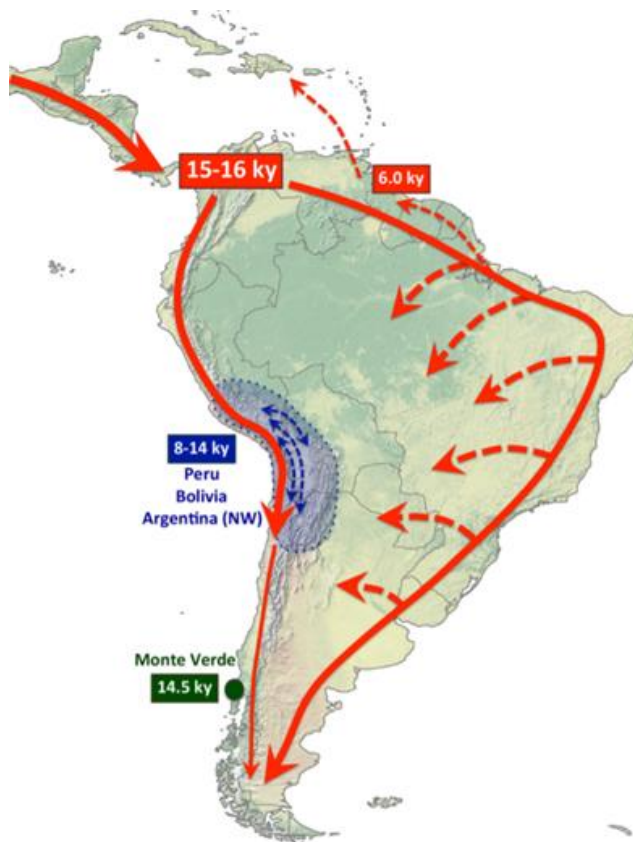 15-16 ky
6.0 ky
8-14 ky
Peru
Bolivia
Argentina (NW)
Monte Verde
14.5 ky